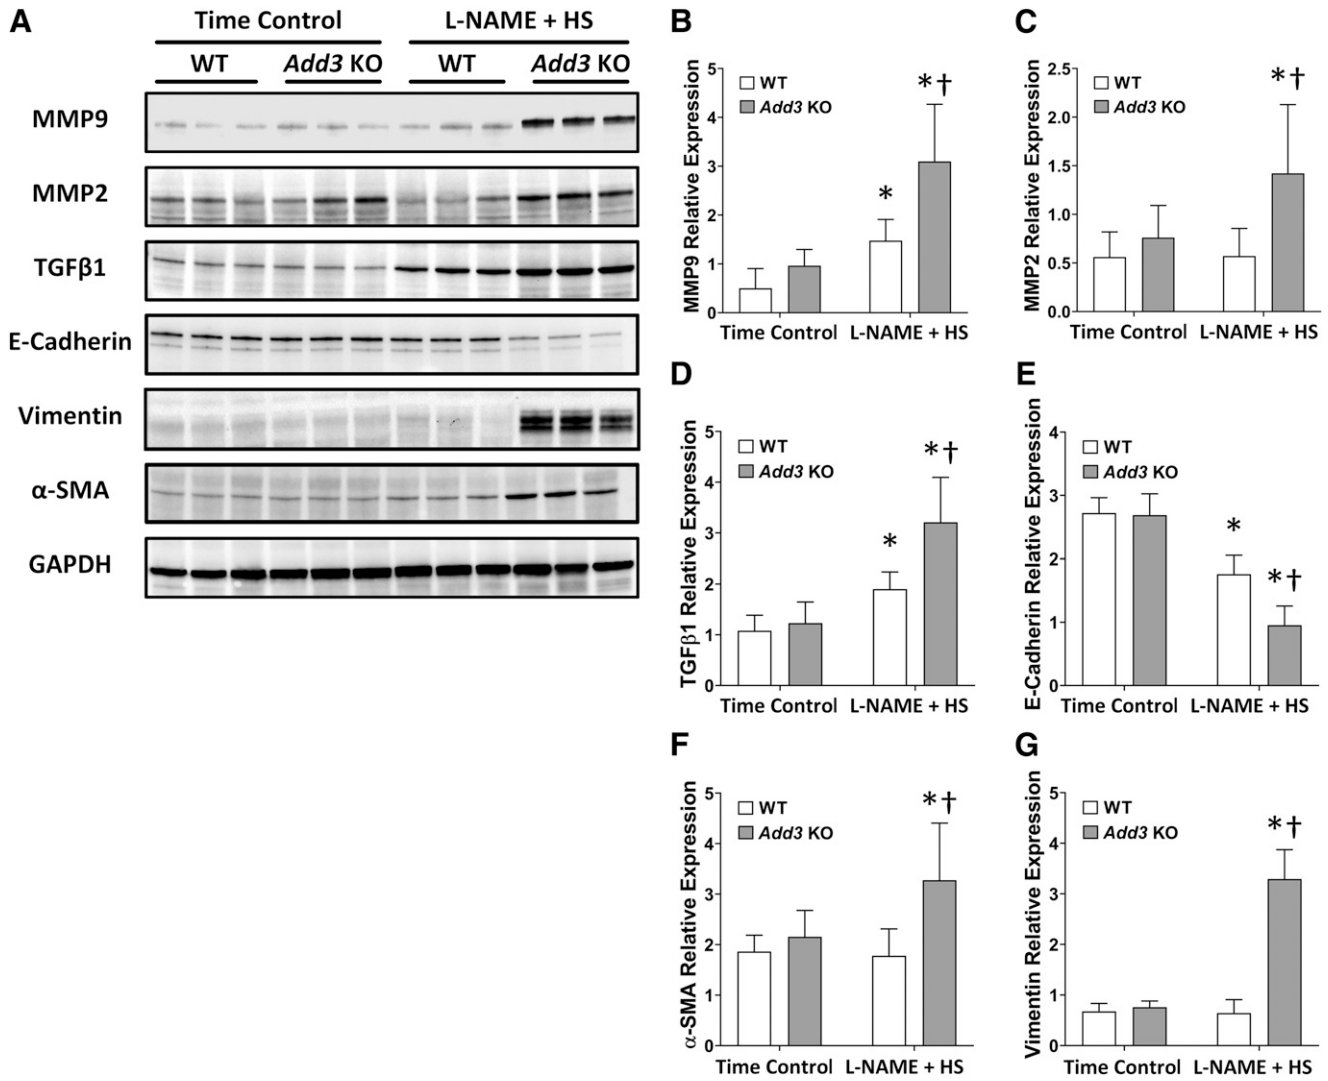 A
Time Control
L-NAME + HS
WT
Add3 KO
WT
Add3 KO
MMP9
MMP2
TGFβ1
E-Cadherin
Vimentin
α-SMA
GAPDH
B
MMP9 Relative Expression
5
4
3
2
1
0
WT
Add3 KO
*
*†
Time Control
L-NAME + HS
C
MMP2 Relative Expression
2.5
2.0
1.5
1.0
0.5
0.0
WT
Add3 KO
*†
Time Control
L-NAME + HS
D
TGFβ1 Relative Expression
5
4
3
2
1
0
WT
Add3 KO
*
*†
Time Control
L-NAME + HS
E
E-Cadherin Relative Expression
4
3
2
1
0
WT
Add3 KO
*
*†
Time Control
L-NAME + HS
F
α-SMA Relative Expression
5
4
3
2
1
0
WT
Add3 KO
*†
Time Control
L-NAME + HS
G
Vimentin Relative Expression
5
4
3
2
1
0
WT
Add3 KO
*†
Time Control
L-NAME + HS